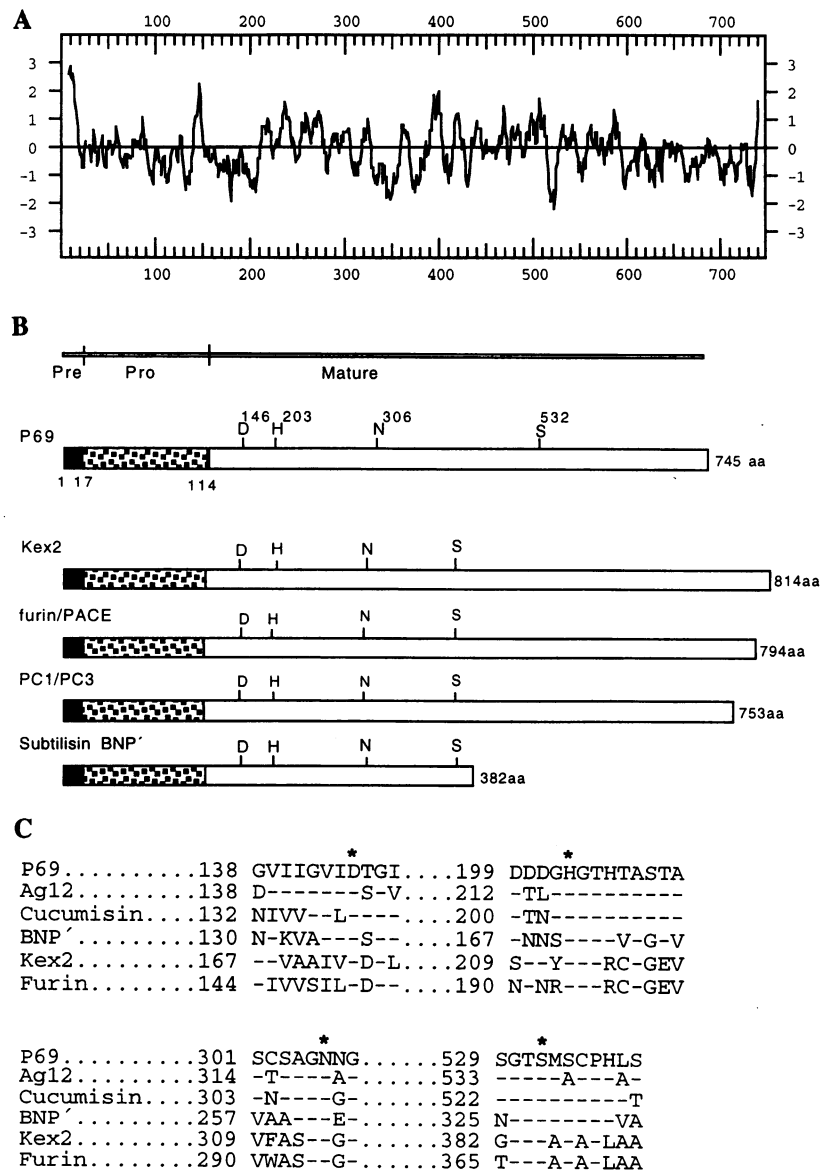 A
100 200 300 400 500 600 700
3 3
2 2
1 1
0 0
-1 -1
-2 -2
-3 -3
100 200 300 400 500 600 700
B
Pre Pro Mature
P69 D146 H203 N306 S532
745 aa
1 17 114
Kex2 D H N S
814aa
furin/PACE D H N S
794aa
PC1/PC3 D H N S
753aa
Subtilisin BNP´ D H N S
382aa
C
* *
P69..........138 GVIIGVIDTGI....199 DDDGHGTHTASTA
Ag12.........138 D-------S-V....212 -TL----------
Cucumisin....132 NIVV--L----....200 -TN----------
BNP´.........130 N-KVA---S--....167 -NNS----V-G-V
Kex2.........167 --VAAIV-D-L....209 S--Y---RC-GEV
Furin........144 -IVVSIL-D--....190 N-NR---RC-GEV
* *
P69..........301 SCSAGNNG......529 SGTSMSCPHLS
Ag12.........314 -T----A-......533 -----A---A-
Cucumisin....303 -N----G-......522 ----------T
BNP´.........257 VAA---E-......325 N--------VA
Kex2.........309 VFAS--G-......382 G---A-A-LAA
Furin........290 VWAS--G-......365 T---A-A-LAA